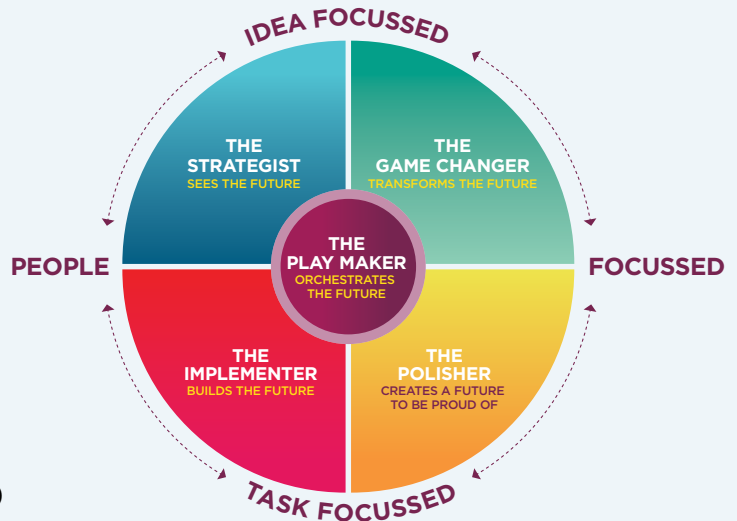 IDEA FOCUSSED
THE
STRATEGIST
SEES THE FUTURE
THE
GAME CHANGER
TRANSFORMS THE FUTURE
PEOPLE
THE
PLAY MAKER
ORCHESTRATES
THE FUTURE
FOCUSSED
THE
IMPLEMENTER
BUILDS THE FUTURE
THE
POLISHER
CREATES A FUTURE
TO BE PROUD OF
TASK FOCUSSED